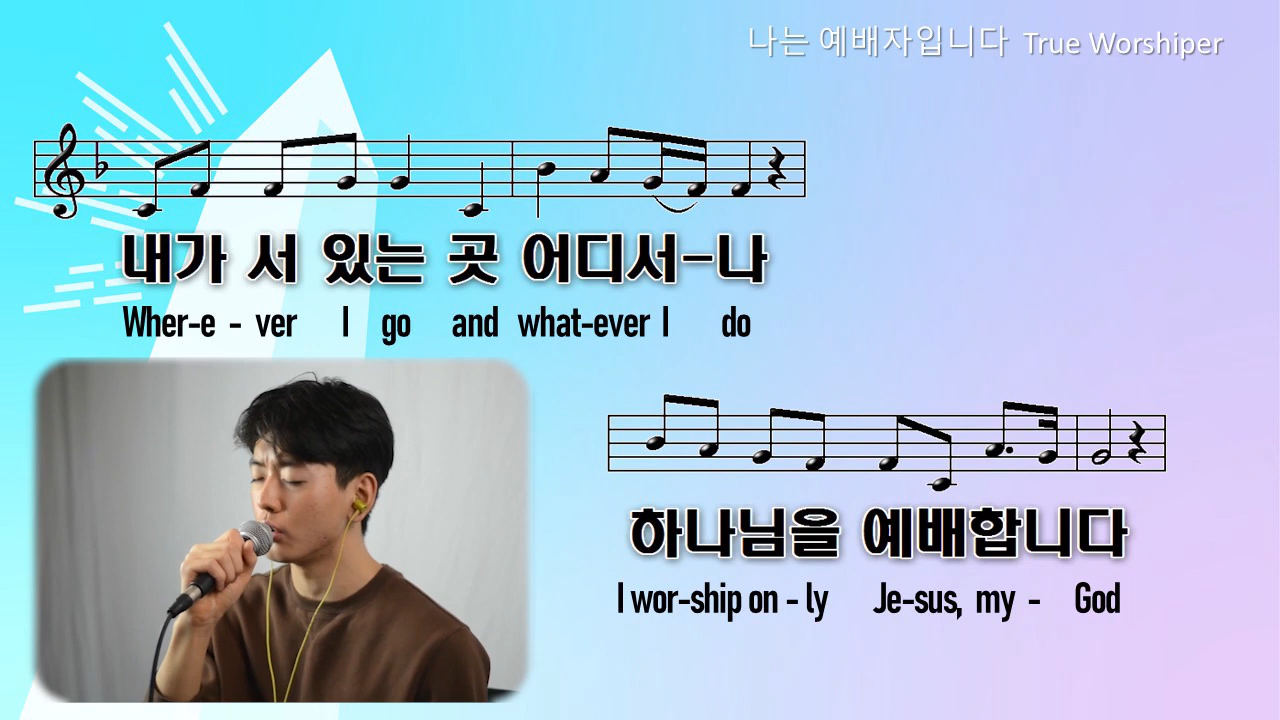 나는 예배자입니다 True Worshiper
내가 서 있는 곳 어디서-나
Wher-e - ver I go and what-ever I do
하나님을 예배합니다
I wor-ship on - ly Je-sus, my - God